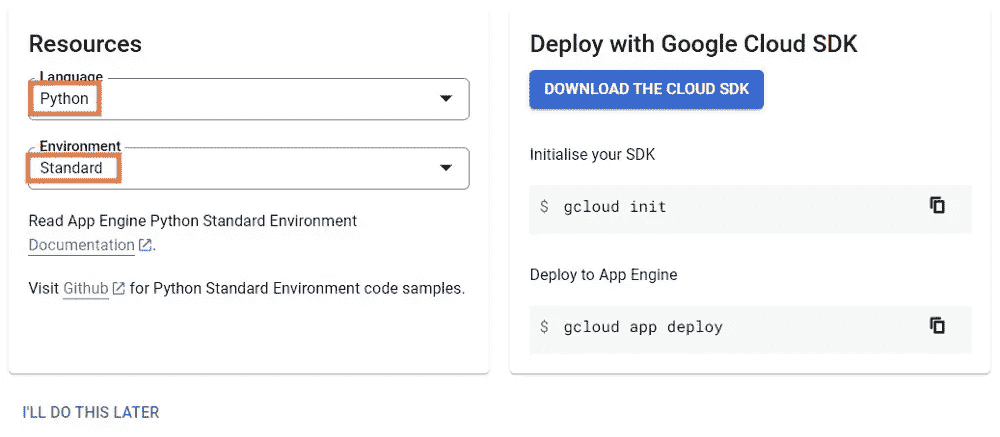 Resources
Language
Python
Environment
Standard
Read App Engine Python Standard Environment
Documentation.
Visit Github for Python Standard Environment code samples.
Deploy with Google Cloud SDK
DOWNLOAD THE CLOUD SDK
Initialise your SDK
$ gcloud init
Deploy to App Engine
$ gcloud app deploy
I'LL DO THIS LATER